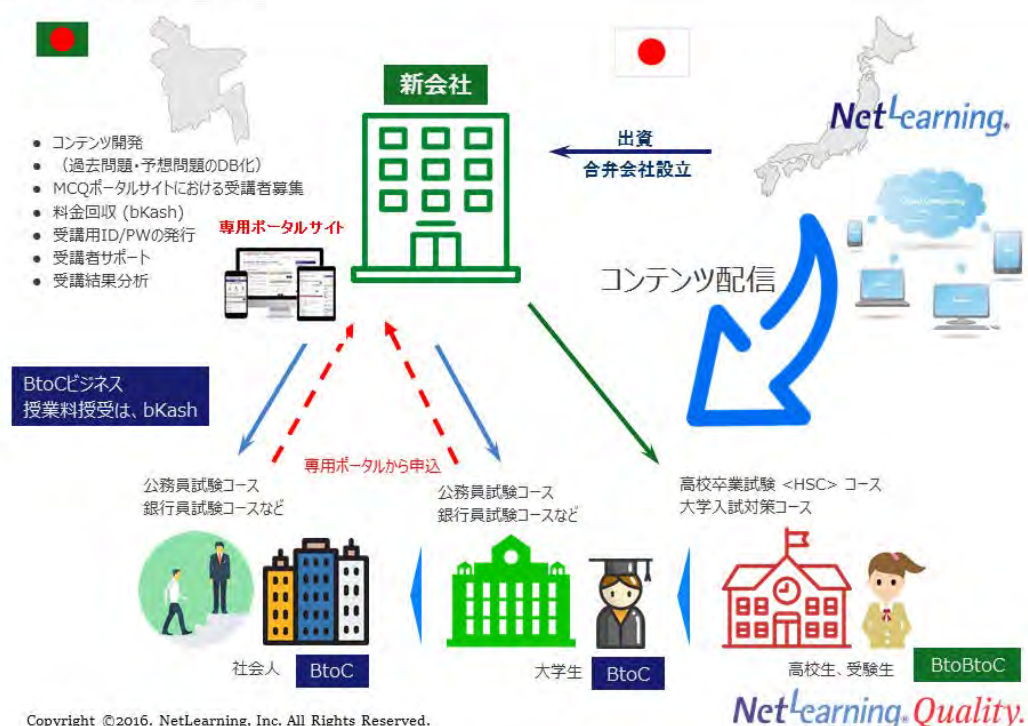 新会社
NetLearning.
出資
合弁会社設立
● コンテンツ開発
● （過去問題・予想問題のDB化）
● MCQポータルサイトにおける受講者募集
● 料金回収 (bKash)
● 受講用ID/PWの発行
● 受講者サポート
● 受講結果分析
専用ポータルサイト
コンテンツ配信
BtoCビジネス
授業料授受は、bKash
専用ポータルから申込
公務員試験コース
銀行員試験コースなど
公務員試験コース
銀行員試験コースなど
高校卒業試験 <HSC> コース
大学入試対策コース
社会人
BtoC
大学生
BtoC
高校生、受験生
BtoBtoC
Copyright ©2016. NetLearning, Inc. All Rights Reserved.
NetLearning. Quality.